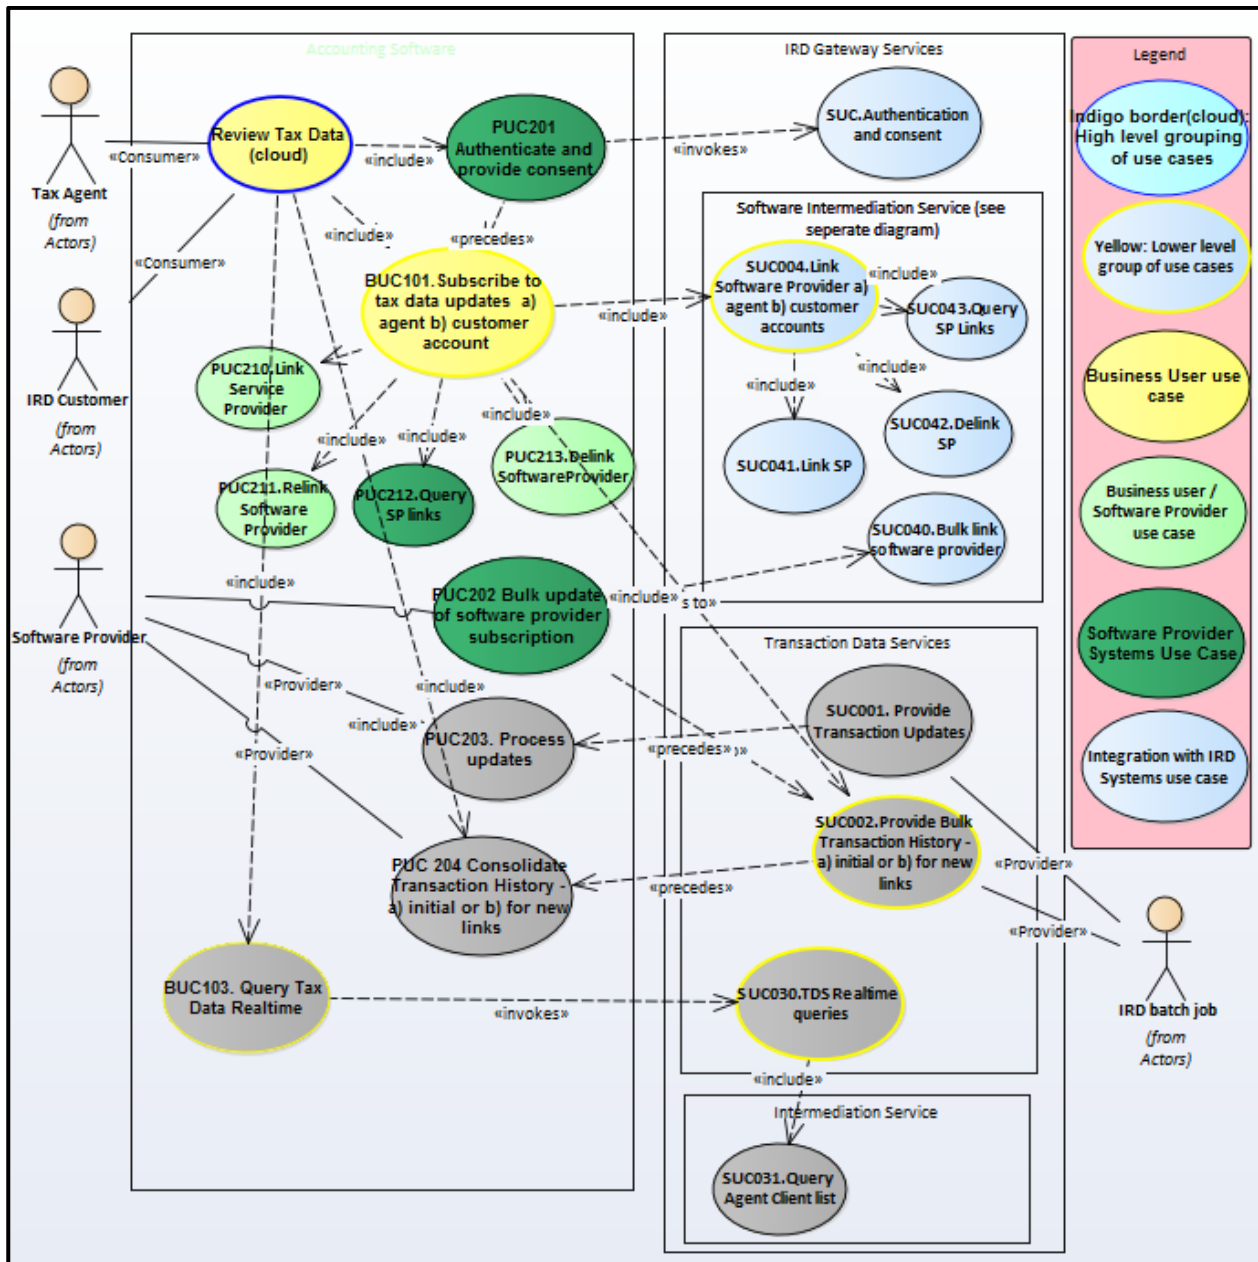 Accounting Software
IRD Gateway Services
Legend
Tax Agent
(from
Actors)
«Consumer»
Review Tax Data
(cloud)
«include»
PUC201
Authenticate and
provide consent
«invokes»
SUC.Authentication
and consent
Indigo border(cloud):
High level grouping
of use cases
«Consumer»
«include»
«precedes»
Software Intermediation Service (see
seperate diagram)
Yellow: Lower level
group of use cases
IRD Customer
(from
Actors)
BUC101.Subscribe to
tax data updates a)
agent b) customer
account
«include»
SUC004.Link
Software Provider a)
agent b) customer
accounts
«include»
SUC043.Query
SP Links
PUC210.Link
Service
Provider
«include»
«include»
«include»
«include»
«include»
Business User use
case
PUC211.Relink
Software
Provider
PUC212.Query
SP links
PUC213.Delink
SoftwareProvider
SUC041.Link SP
SUC042.Delink
SP
SUC040.Bulk link
software provider
Business user /
Software Provider
use case
Software Provider
(from
Actors)
«include»
PUC202 Bulk update
of software provider
subscription
«include»
s to»
Software Provider
Systems Use Case
Transaction Data Services
«Provider»
«include»
«include»
«Provider»
PUC203. Process
updates
«precedes»
SUC001. Provide
Transaction Updates
Integration with IRD
Systems use case
PUC 204 Consolidate
Transaction History -
a) initial or b) for new
links
«precedes»
SUC002.Provide Bulk
Transaction History -
a) initial or b) for new
links
«Provider»
«Provider»
IRD batch job
(from
Actors)
BUC103. Query Tax
Data Realtime
«invokes»
SUC030.TDS Realtime
queries
«include»
Intermediation Service
SUC031.Query
Agent Client list